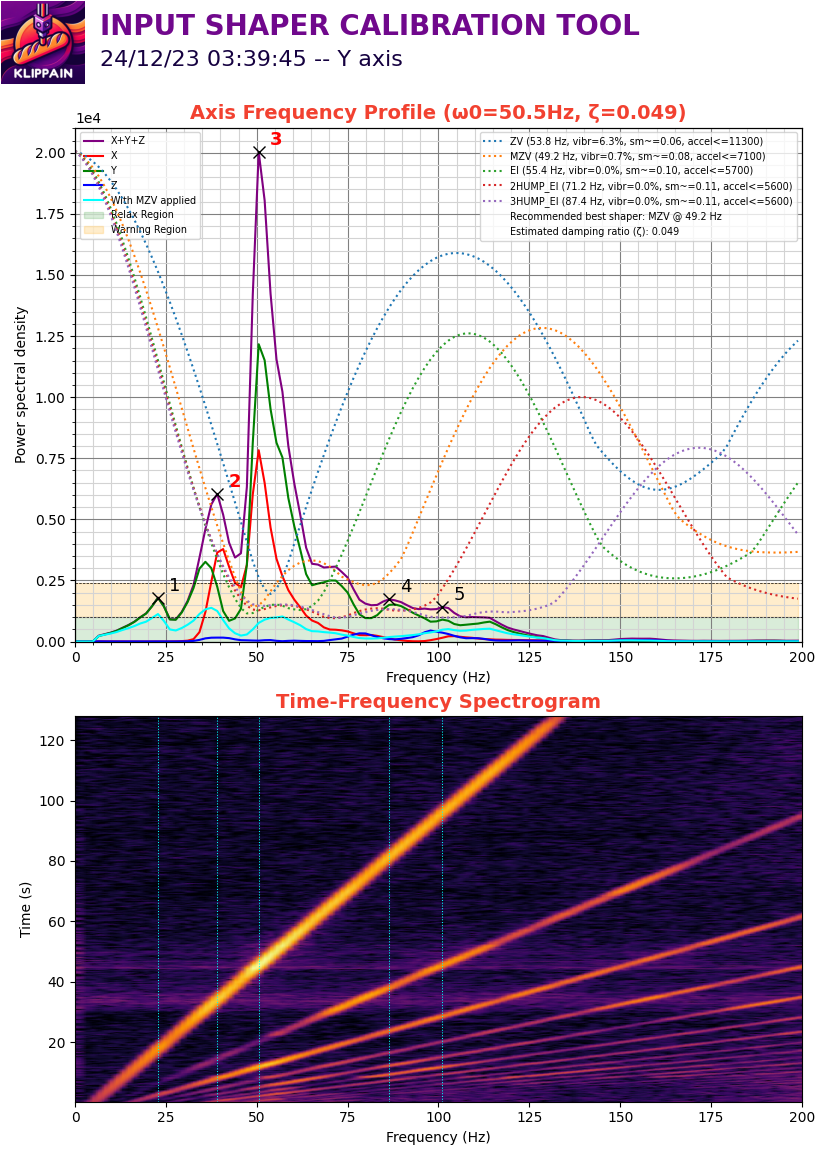 KLIPPAIN
INPUT SHAPER CALIBRATION TOOL
24/12/23 03:39:45 -- Y axis
Axis Frequency Profile (ω0=50.5Hz, ζ=0.049)
1e4
X+Y+Z
X
Y
Z
With MZV applied
Relax Region
Warning Region
ZV (53.8 Hz, vibr=6.3%, sm~=0.06, accel<=11300)
MZV (49.2 Hz, vibr=0.7%, sm~=0.08, accel<=7100)
EI (55.4 Hz, vibr=0.0%, sm~=0.10, accel<=5700)
2HUMP_EI (71.2 Hz, vibr=0.0%, sm~=0.11, accel<=5600)
3HUMP_EI (87.4 Hz, vibr=0.0%, sm~=0.11, accel<=5600)
Recommended best shaper: MZV @ 49.2 Hz
Estimated damping ratio (ζ): 0.049
Power spectral density
2.00
1.75
1.50
1.25
1.00
0.75
0.50
0.25
0.00
1
2
3
4
5
0 25 50 75 100 125 150 175 200
Frequency (Hz)
Time-Frequency Spectrogram
Time (s)
120
100
80
60
40
20
0 25 50 75 100 125 150 175 200
Frequency (Hz)